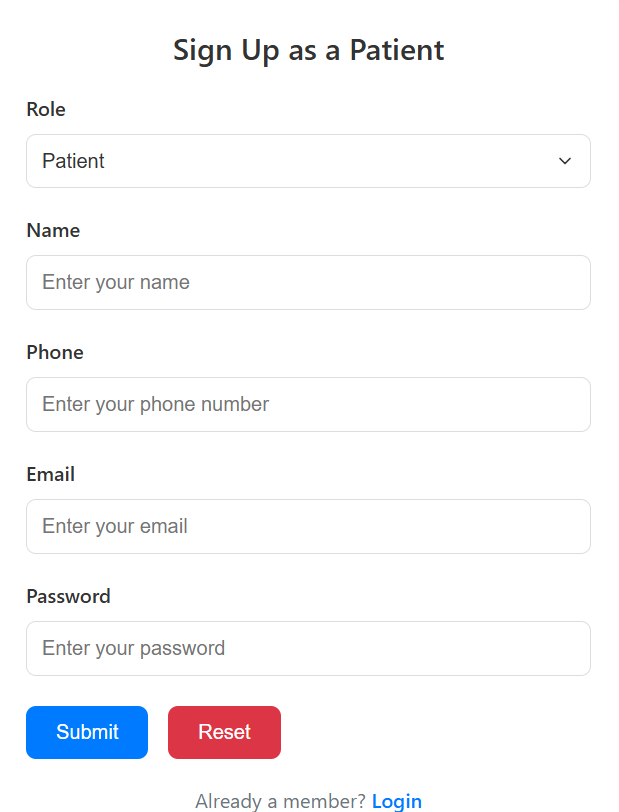 Sign Up as a Patient
Role
Patient
Name
Enter your name
Phone
Enter your phone number
Email
Enter your email
Password
Enter your password
Submit Reset
Already a member? Login